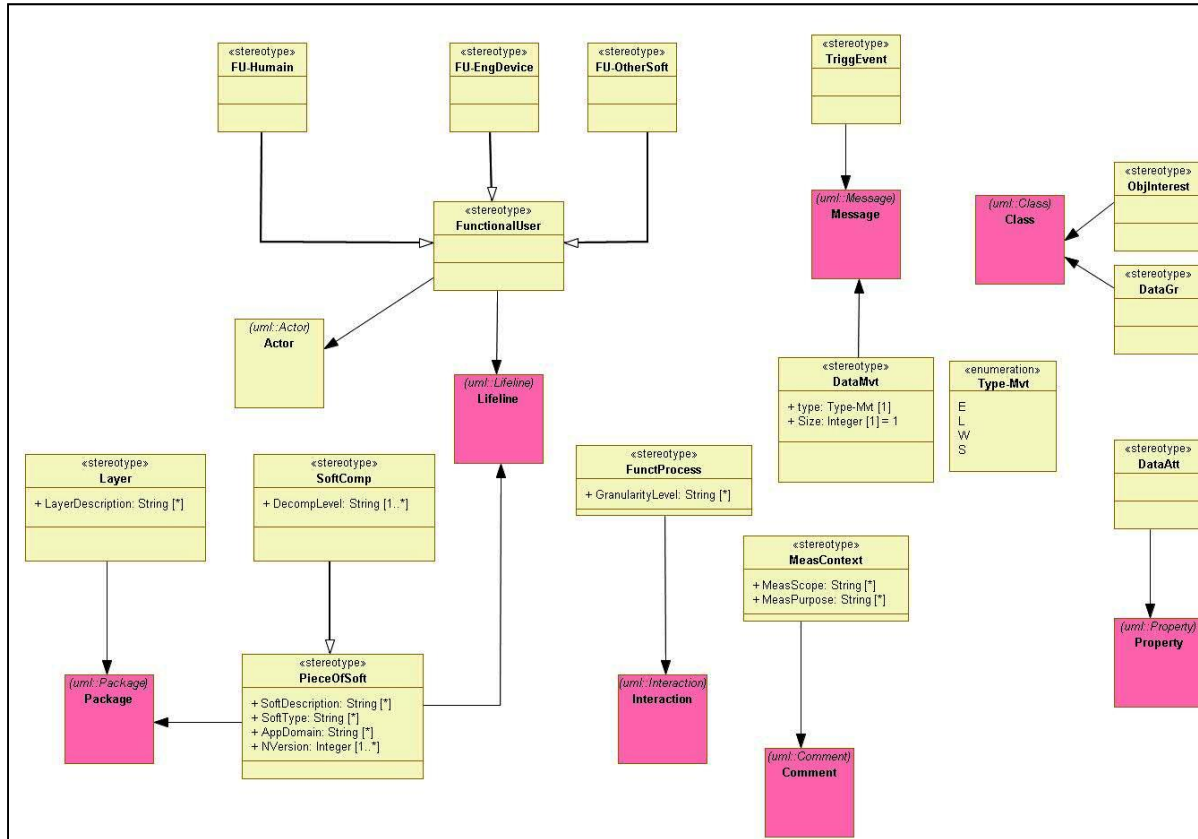 «stereotype»
FU-Humain
«stereotype»
FU-EngDevice
«stereotype»
FU-OtherSoft
«stereotype»
TriggEvent
«stereotype»
FunctionalUser
(uml::Message)
Message
(uml::Class)
Class
«stereotype»
ObjInterest
«stereotype»
DataGr
(uml::Actor)
Actor
(uml::Lifeline)
Lifeline
«stereotype»
DataMvt
+ type: Type-Mvt [1]
+ Size: Integer [1] = 1
«enumeration»
Type-Mvt
E
L
W
S
«stereotype»
Layer
+ LayerDescription: String [*]
«stereotype»
SoftComp
+ DecompLevel: String [1..*]
«stereotype»
FunctProcess
+ GranularityLevel: String [*]
«stereotype»
DataAtt
«stereotype»
MeasContext
+ MeasScope: String [*]
+ MeasPurpose: String [*]
(uml::Package)
Package
«stereotype»
PieceOfSoft
+ SoftDescription: String [*]
+ SoftType: String [*]
+ AppDomain: String [*]
+ NVersion: Integer [1..*]
(uml::Interaction)
Interaction
(uml::Property)
Property
(uml::Comment)
Comment